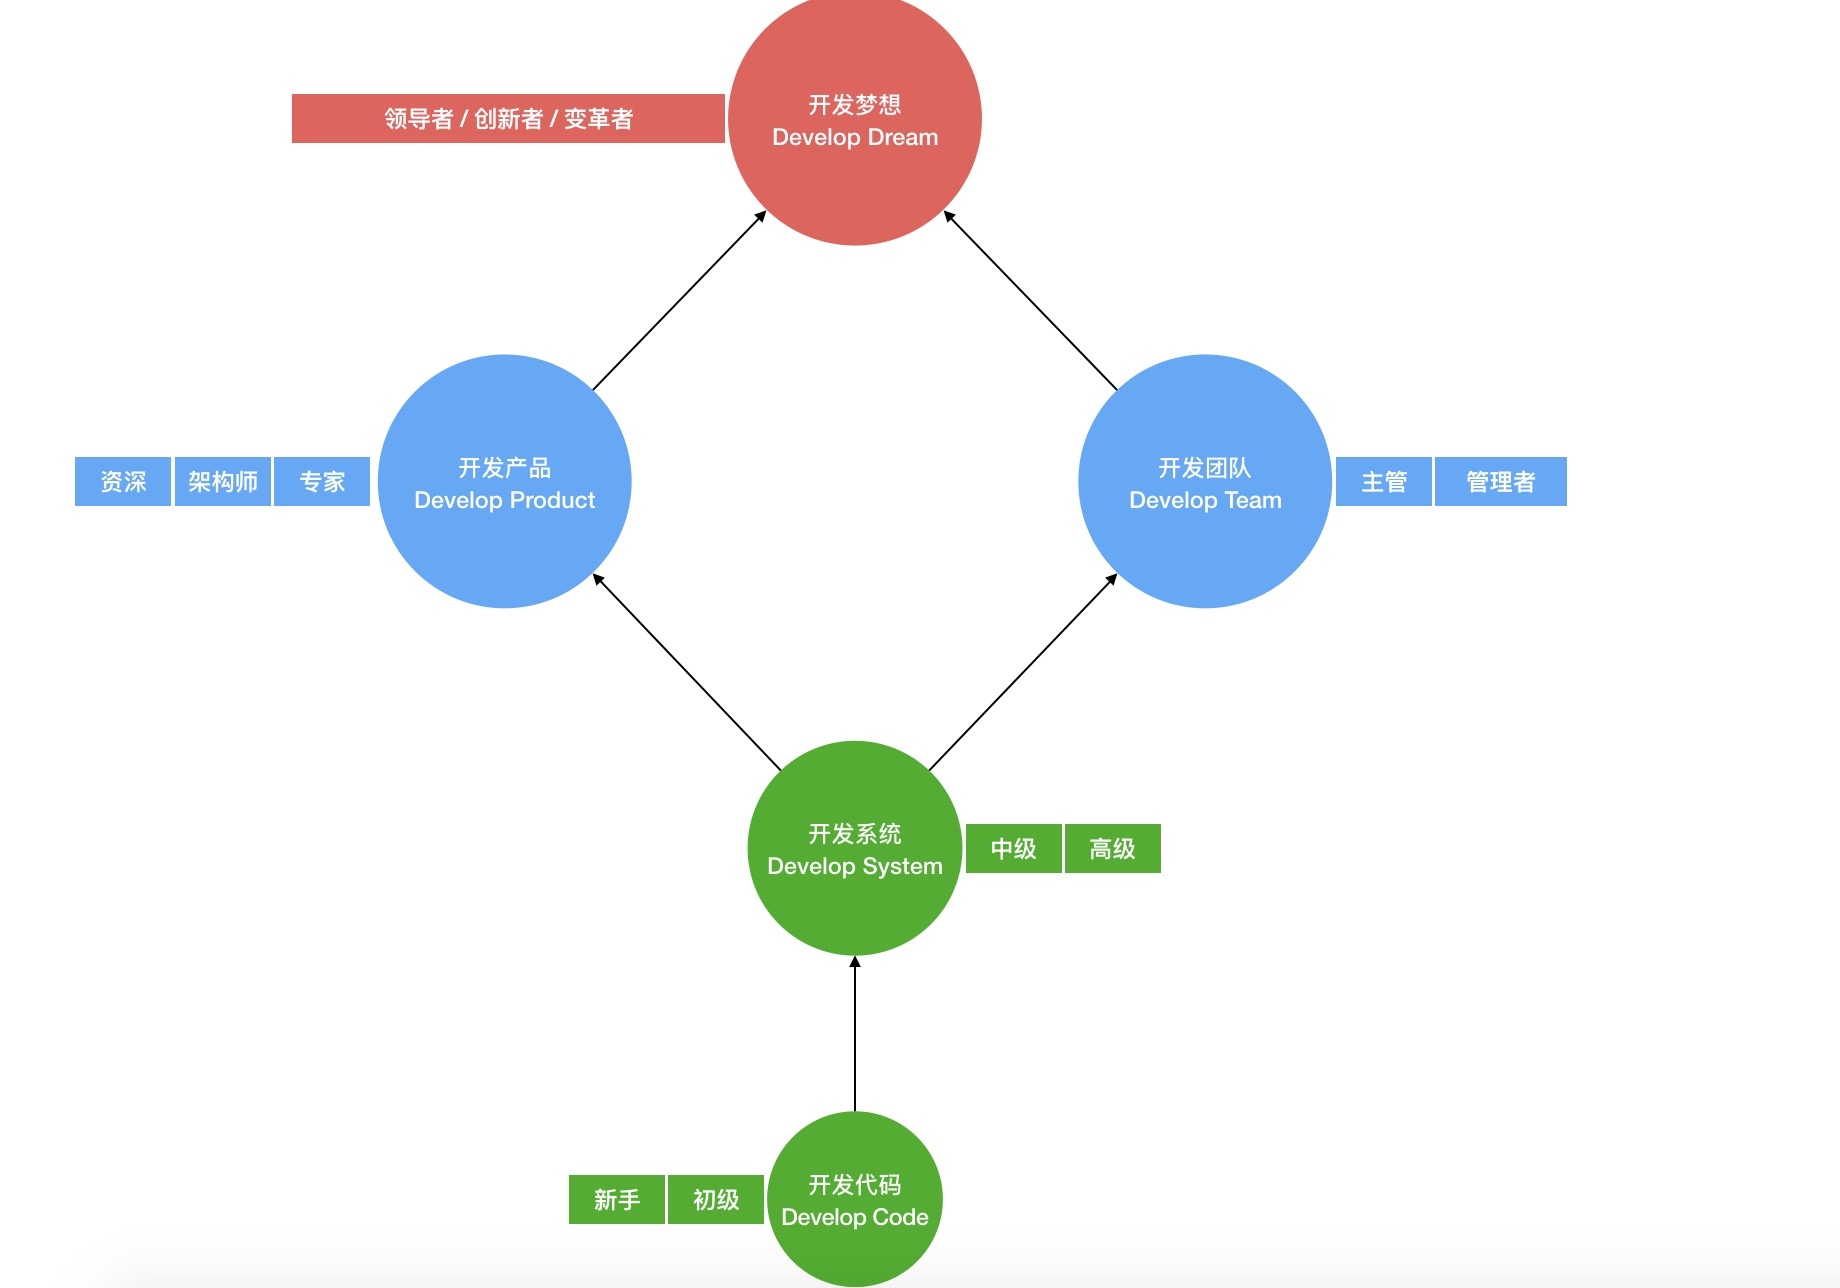 领导者 / 创新者 / 变革者
开发梦想
Develop Dream
资深
架构师
专家
开发产品
Develop Product
开发团队
Develop Team
主管
管理者
开发系统
Develop System
中级
高级
新手
初级
开发代码
Develop Code